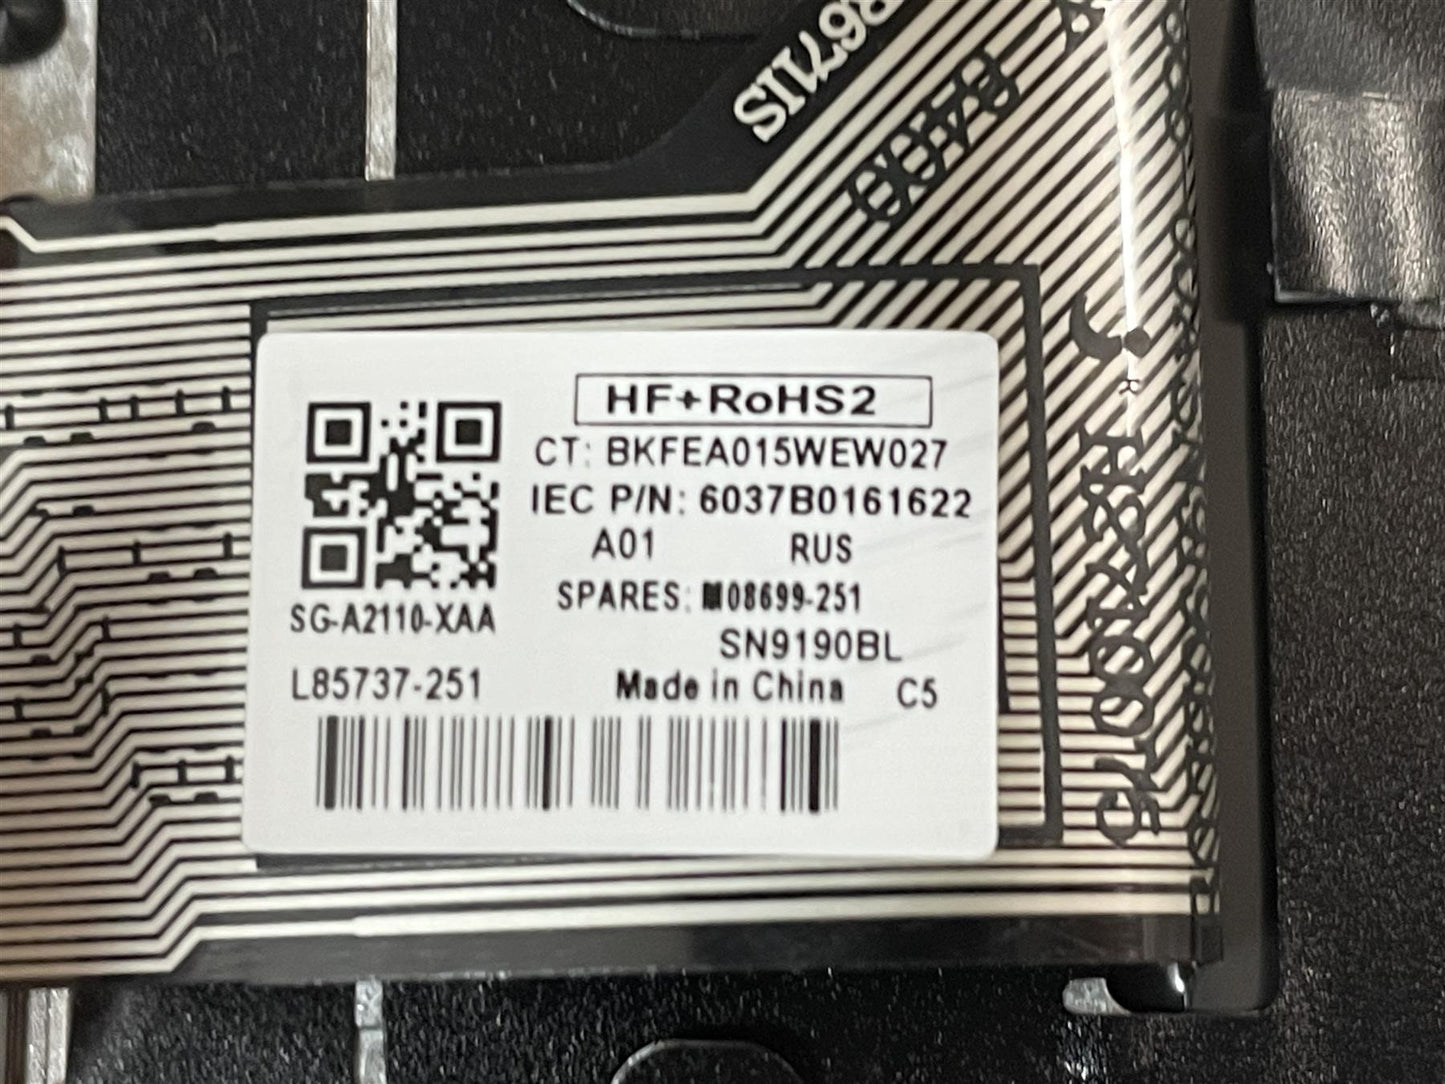 HF+RoHS2
CT: BKFEA015WEW027
IEC P/N: 6037B0161622
A01 RUS
SPARES: M08699-251
SN9190BL
SG-A2110-XAA
L85737-251
Made in China C5